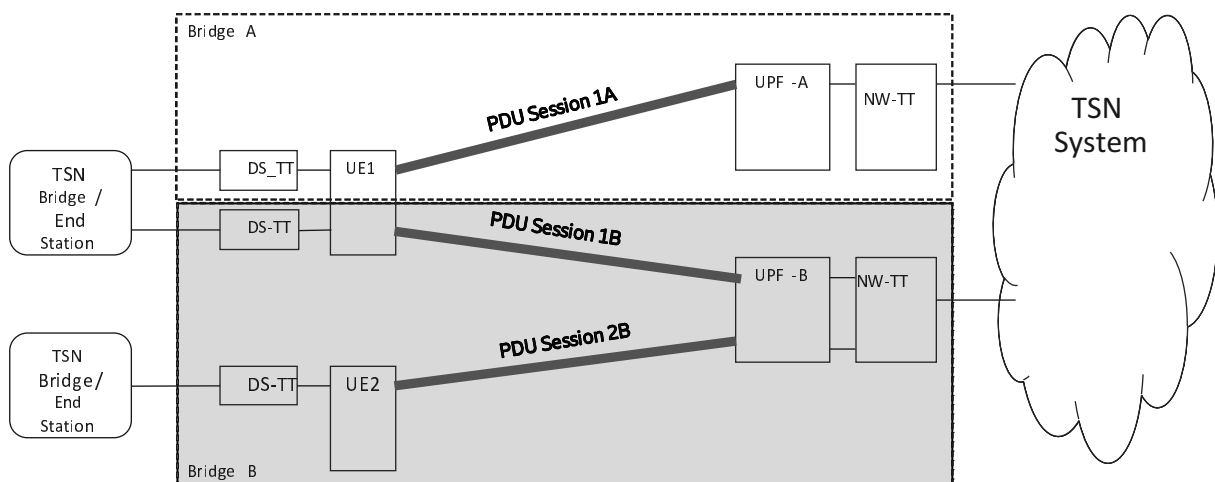 Bridge A
PDU Session 1A
UPF -A
NW-TT
TSN
System
DS_TT
UE1
TSN
Bridge /
End
Station
DS-TT
PDU Session 1B
UPF -B
NW-TT
PDU Session 2B
TSN
Bridge/
End
Station
DS-TT
UE2
Bridge B